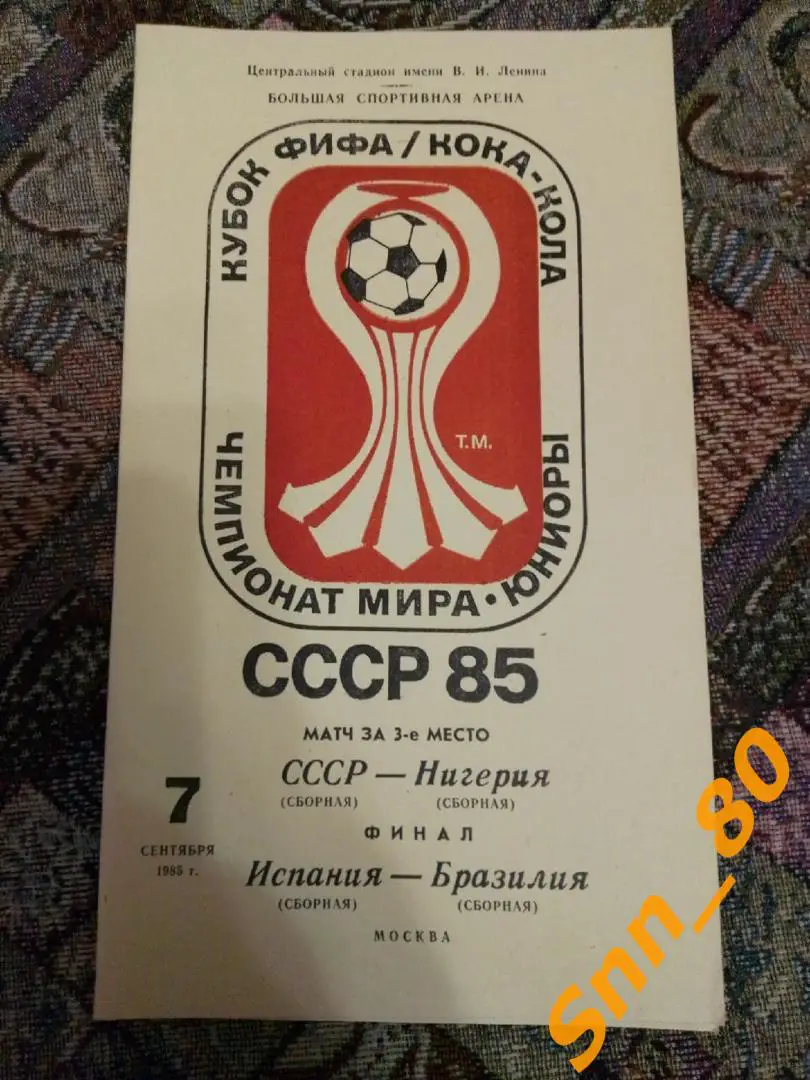 Центральный стадион имени В. И. Ленина
БОЛЬШАЯ СПОРТИВНАЯ АРЕНА
КУБОК ФИФА/КОКА-КОЛА
Т.М.
ЧЕМПИОНАТ МИРА·ЮНИОРЫ
СССР 85
МАТЧ ЗА 3-е МЕСТО
СССР — Нигерия
(СБОРНАЯ) (СБОРНАЯ)
7
СЕНТЯБРЯ
1985 г.
ФИНАЛ
Испания — Бразилия
(СБОРНАЯ) (СБОРНАЯ)
МОСКВА
Snn_80